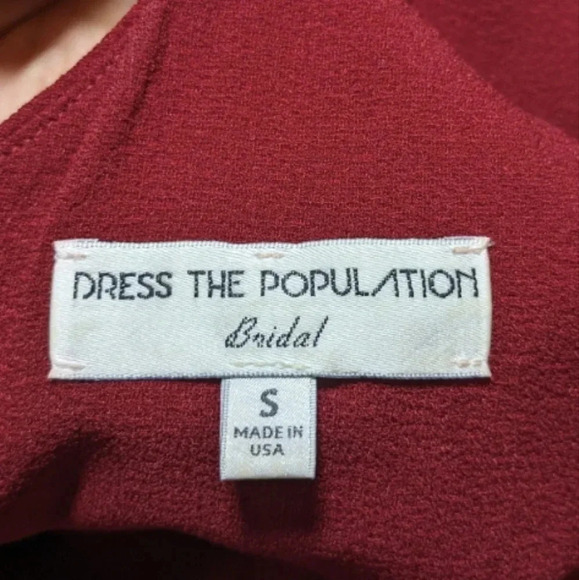 DRESS THE POPULATION
Bridal
S
MADE IN
USA